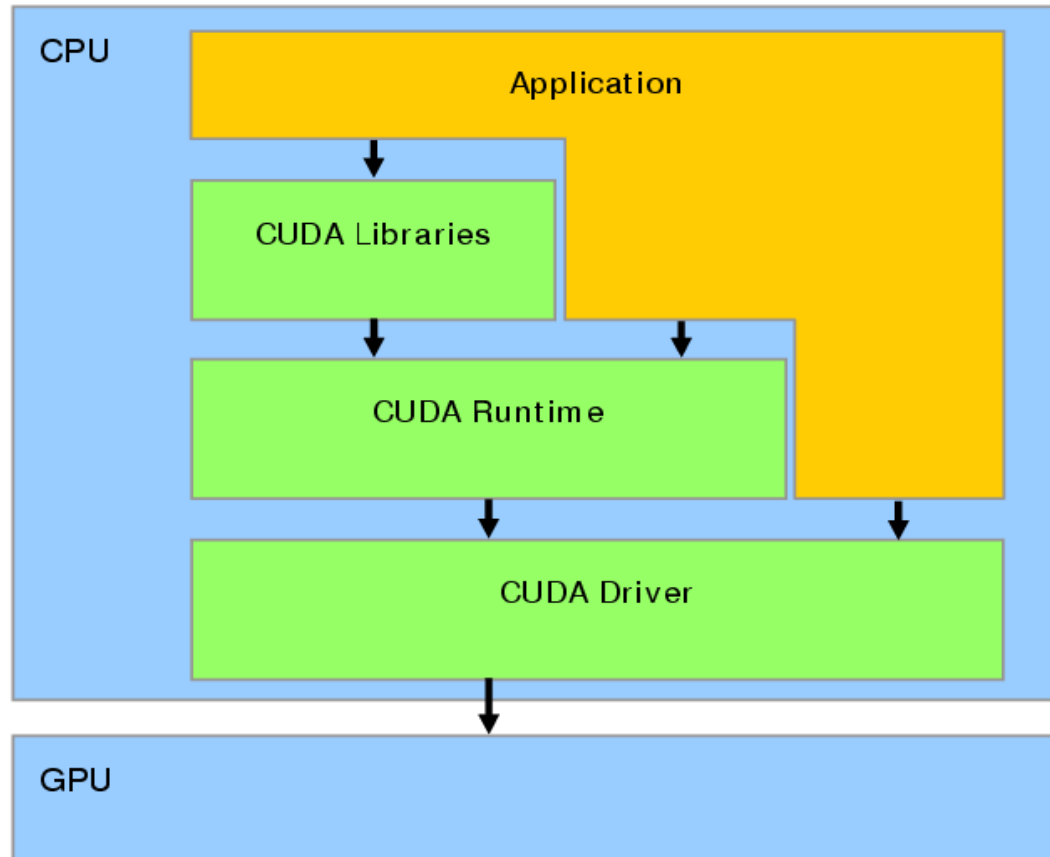 CPU
Application
CUDA Libraries
CUDA Runtime
CUDA Driver
GPU